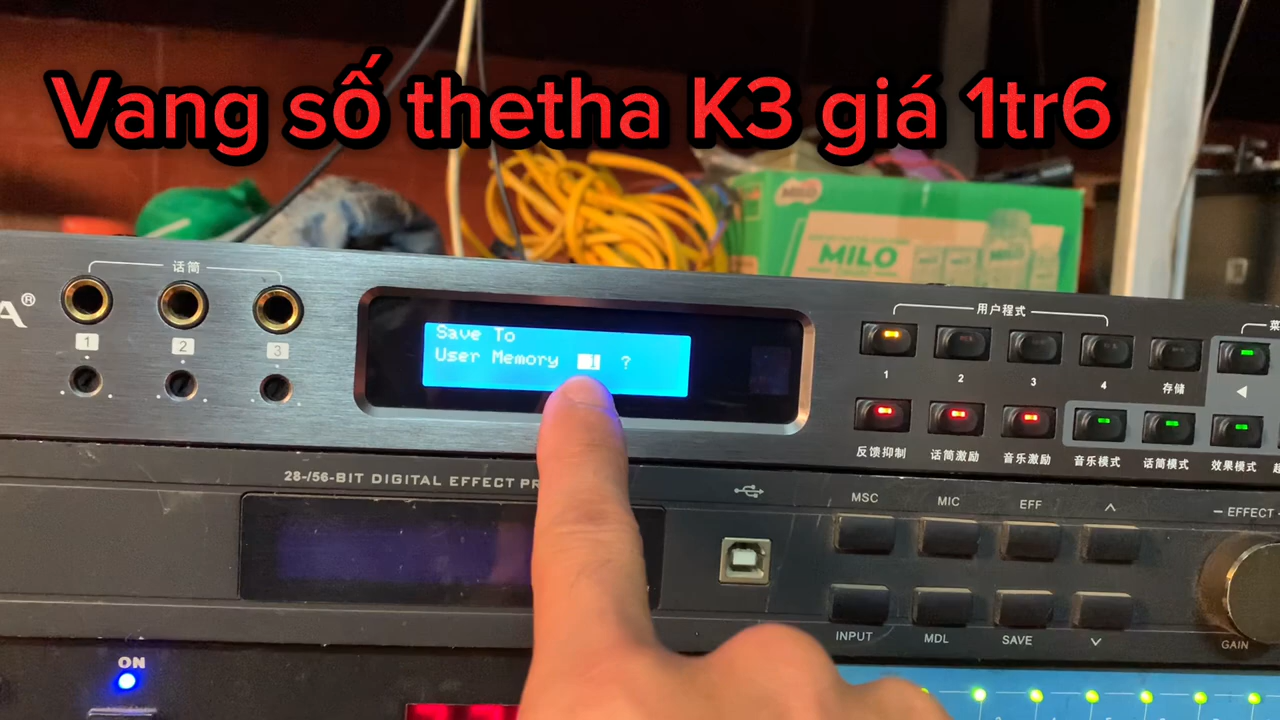 Vang số thetha K3 giá 1tr6
MILO
MILO
A®
话筒
1 2 3
Save To
User Memory 1 ?
用户程式
1 2 3 4 存储
◀
反馈抑制 话筒激励 音乐激励 音乐模式 话筒模式 效果模式
28-/56-BIT DIGITAL EFFECT
MSC MIC EFF
EFFECT
INPUT MDL SAVE
GAIN
ON